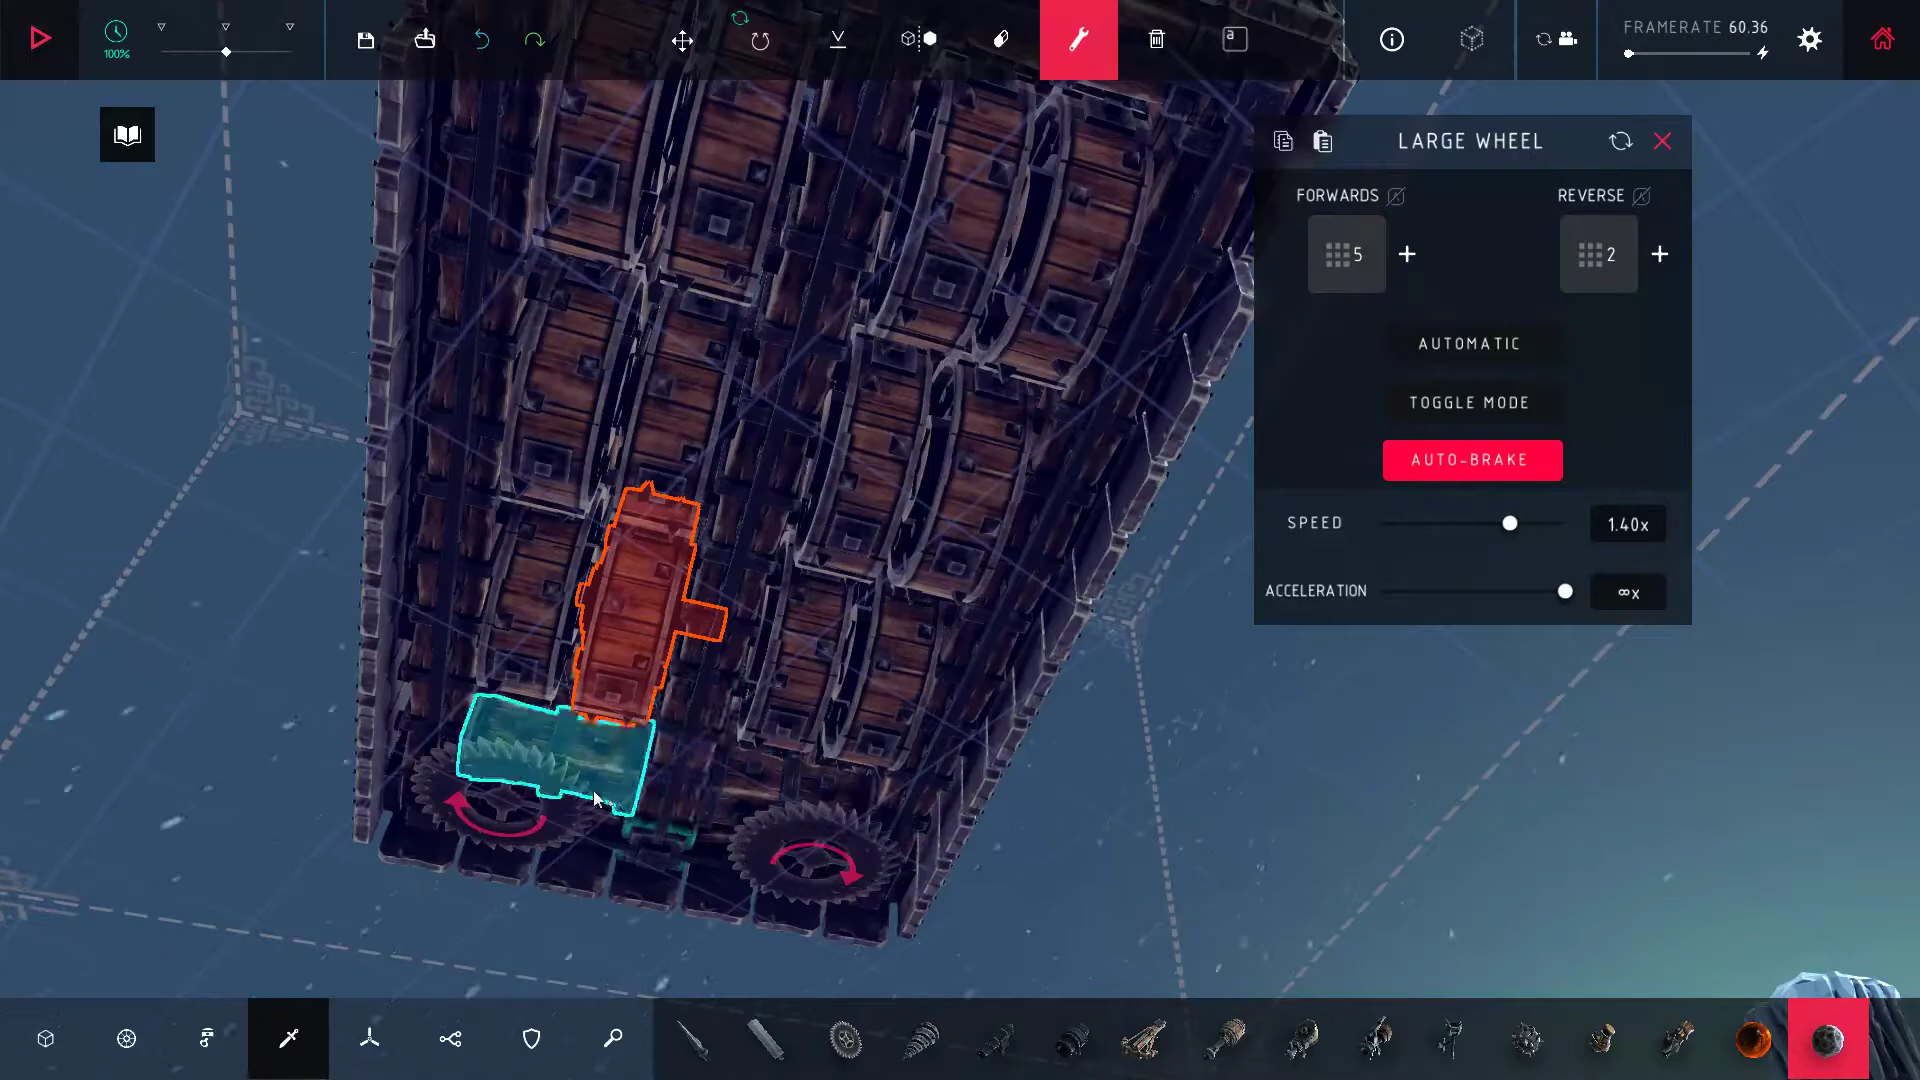 100%
a
FRAMERATE 60.36
LARGE WHEEL
FORWARDS
REVERSE
5
2
AUTOMATIC
TOGGLE MODE
AUTO-BRAKE
SPEED
1.40x
ACCELERATION
∞x